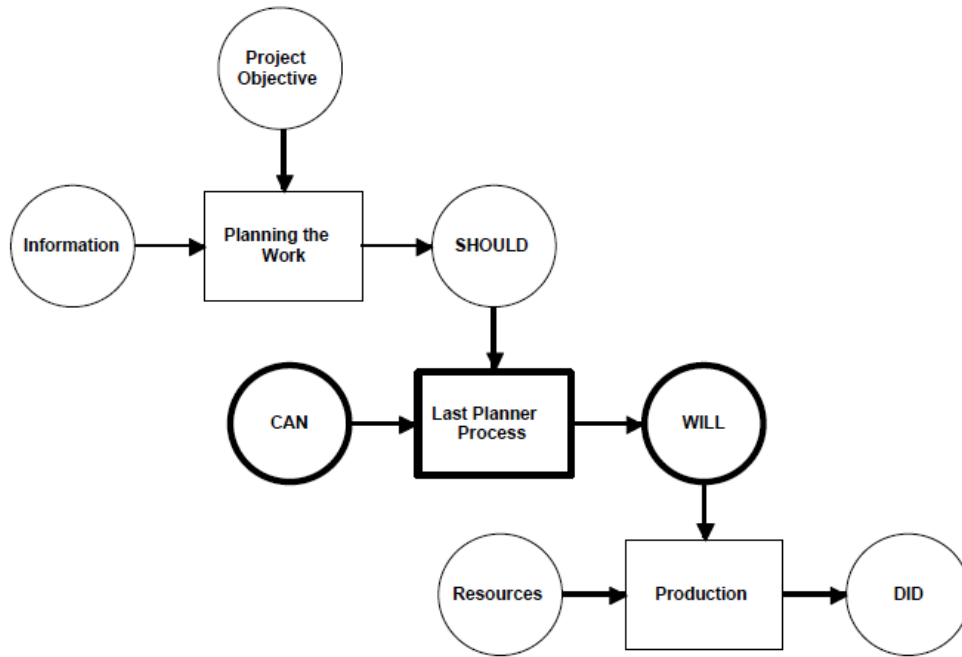 Project
Objective
Information
Planning the
Work
SHOULD
CAN
Last Planner
Process
WILL
Resources
Production
DID